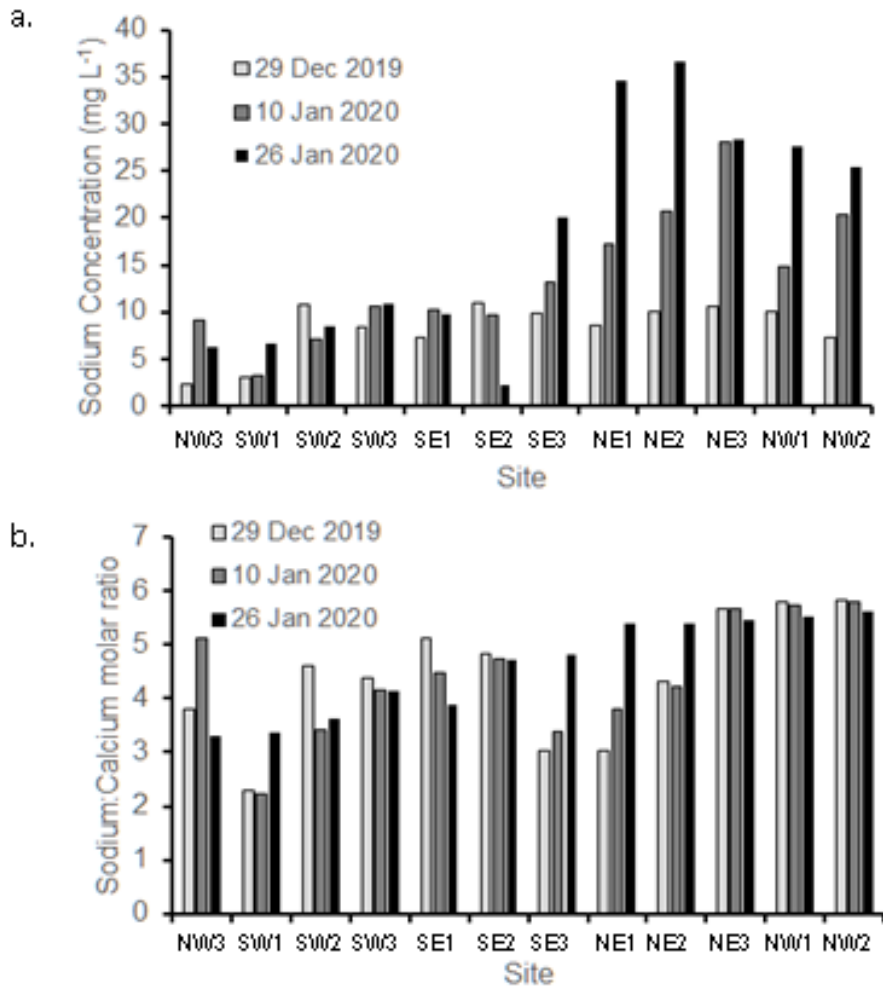 a.
Sodium Concentration (mg L-1)
40
35
30
25
20
15
10
5
0
29 Dec 2019
10 Jan 2020
26 Jan 2020
NW3 SW1 SW2 SW3 SE1 SE2 SE3 NE1 NE2 NE3 NW1 NW2
Site
b.
Sodium:Calcium molar ratio
7
6
5
4
3
2
1
0
29 Dec 2019
10 Jan 2020
26 Jan 2020
NW3 SW1 SW2 SW3 SE1 SE2 SE3 NE1 NE2 NE3 NW1 NW2
Site